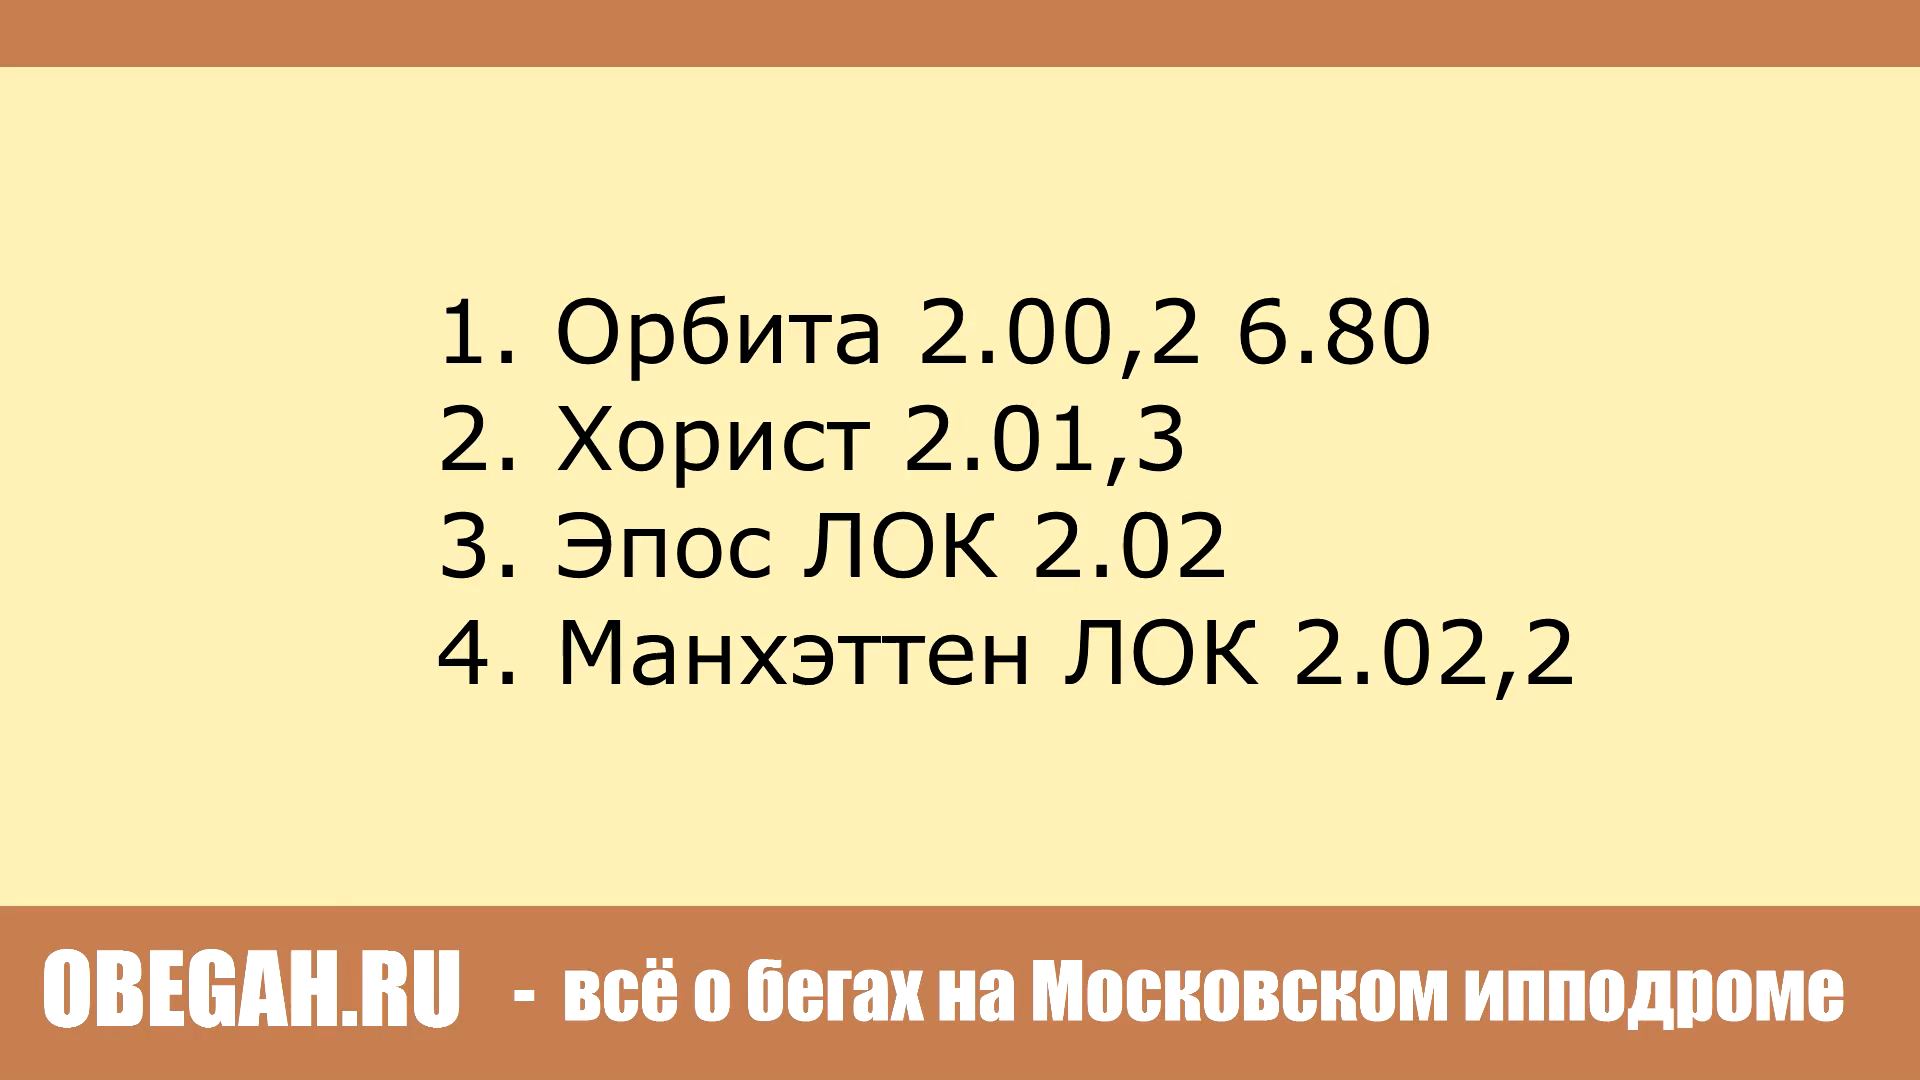 1. Орбита 2.00,2 6.80
2. Хорист 2.01,3
3. Эпос ЛОК 2.02
4. Манхэттен ЛОК 2.02,2
OBEGAH.RU - всё о бегах на Московском ипподроме